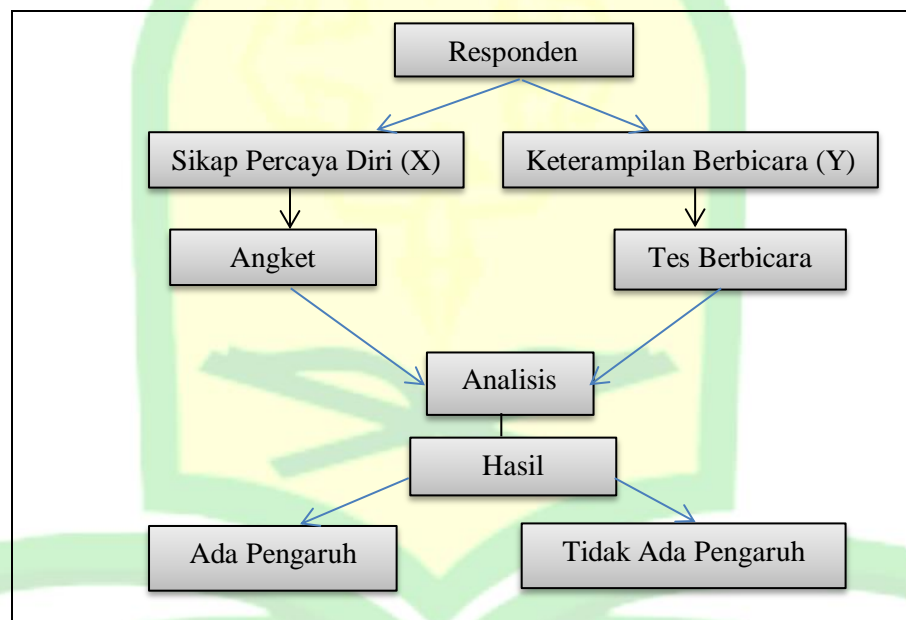 Responden
Sikap Percaya Diri (X)
Keterampilan Berbicara (Y)
Angket
Tes Berbicara
Analisis
Hasil
Ada Pengaruh
Tidak Ada Pengaruh